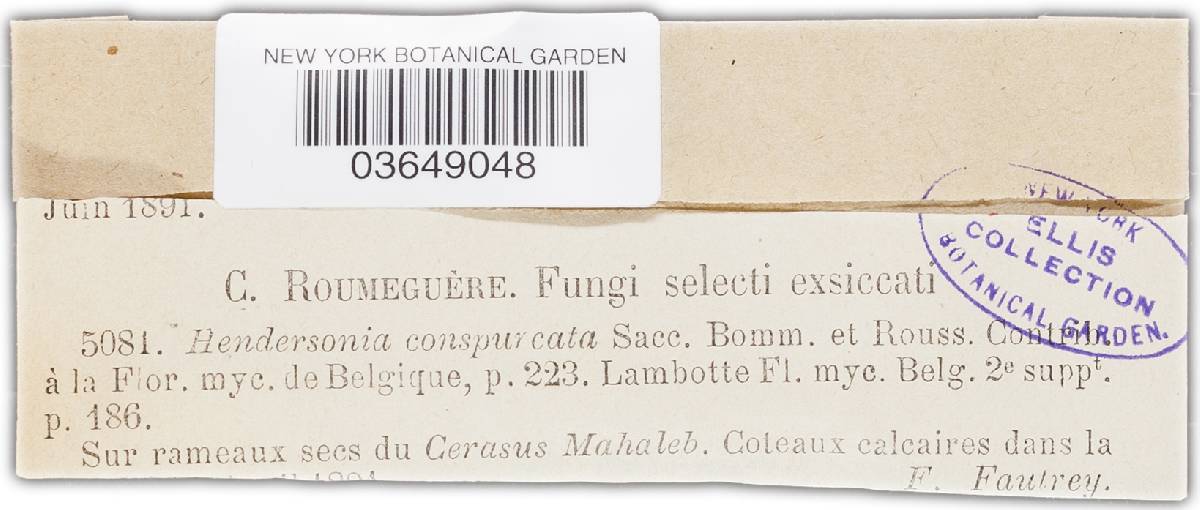 NEW YORK BOTANICAL GARDEN
03649048
Juin 1891.
NEW YORK
ELLIS
COLLECTION
BOTANICAL GARDEN.
C. ROUMEGUÈRE. Fungi selecti exsiccati
5081. Hendersonia conspurcata Sacc. Bomm. et Rouss. Contrib.
à la Flor. myc. de Belgique, p. 223. Lambotte Fl. myc. Belg. 2e suppt.
p. 186.
Sur rameaux secs du Cerasus Mahaleb. Coteaux calcaires dans la
1891
F. Fautrey.